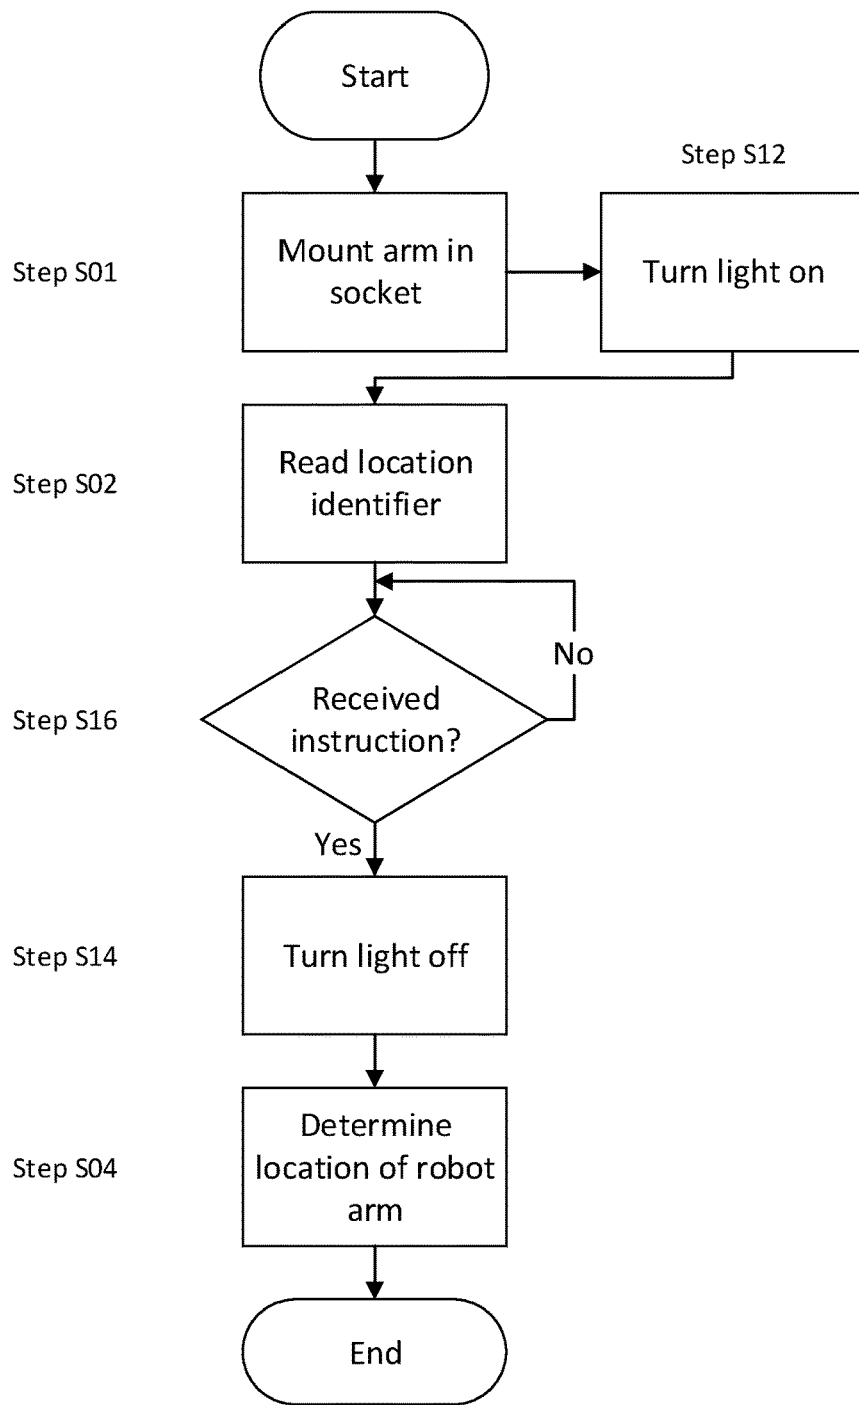 Start
Step S12
Step S01
Mount arm in
socket
Turn light on
Step S02
Read location
identifier
No
Step S16
Received
instruction?
Yes
Step S14
Turn light off
Step S04
Determine
location of robot
arm
End